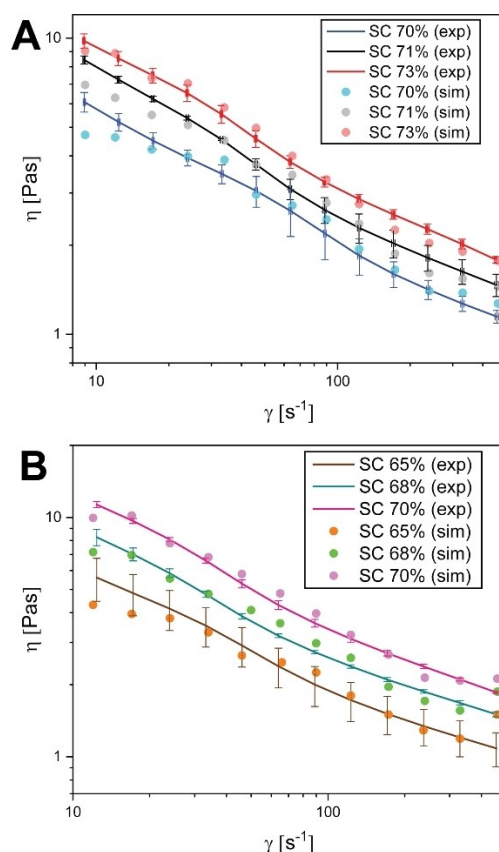 A
10
1
η [Pas]
SC 70% (exp)
SC 71% (exp)
SC 73% (exp)
SC 70% (sim)
SC 71% (sim)
SC 73% (sim)
10
100
γ [s⁻¹]
B
10
1
η [Pas]
SC 65% (exp)
SC 68% (exp)
SC 70% (exp)
SC 65% (sim)
SC 68% (sim)
SC 70% (sim)
10
100
γ [s⁻¹]